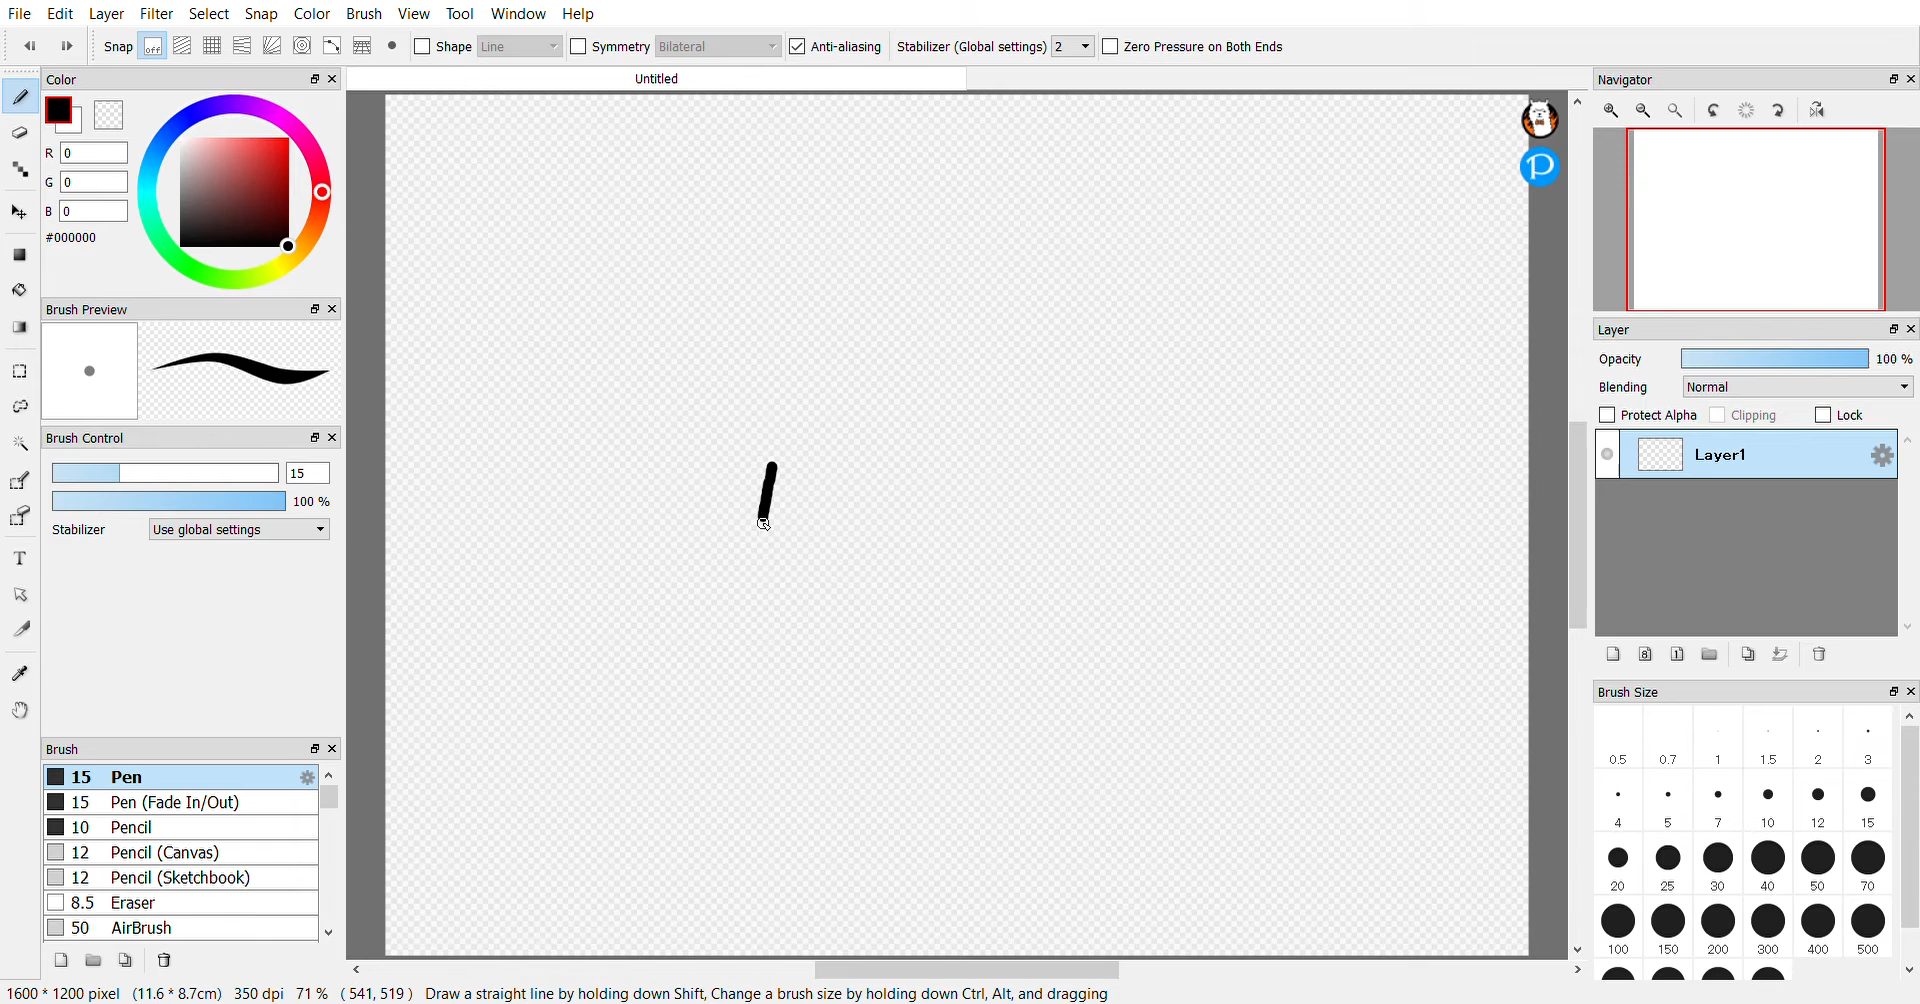 File Edit Layer Filter Select Snap Color Brush View Tool Window Help
Snap off Shape Line Symmetry Bilateral Anti-aliasing Stabilizer (Global settings) 2 Zero Pressure on Both Ends
Color
R 0
G 0
B 0
#000000
Brush Preview
Brush Control
15
100 %
Stabilizer Use global settings
Brush
15 Pen
15 Pen (Fade In/Out)
10 Pencil
12 Pencil (Canvas)
12 Pencil (Sketchbook)
8.5 Eraser
50 AirBrush
Untitled
P
T
Navigator
Layer
Opacity 100 %
Blending Normal
Protect Alpha Clipping Lock
Layer1
8 1
Brush Size
0.5 0.7 1 1.5 2 3
4 5 7 10 12 15
20 25 30 40 50 70
100 150 200 300 400 500
1600 * 1200 pixel (11.6 * 8.7cm) 350 dpi 71 % ( 541, 519 ) Draw a straight line by holding down Shift, Change a brush size by holding down Ctrl, Alt, and dragging